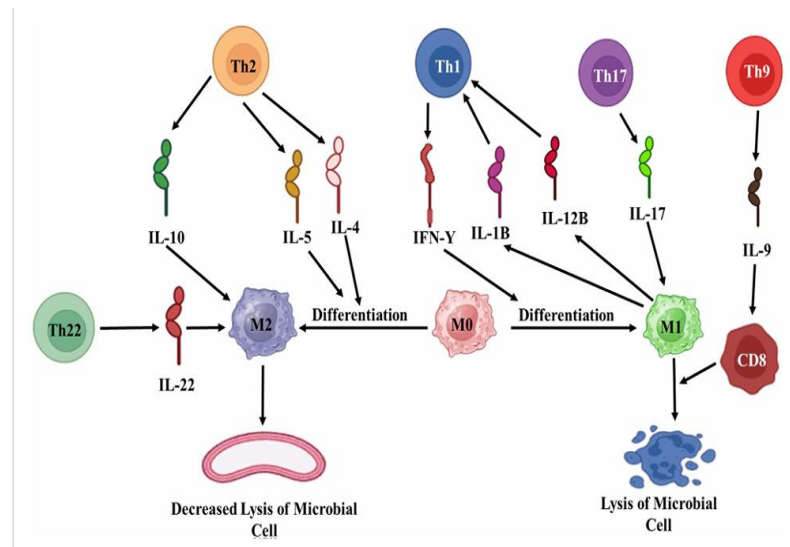 Th2
Th1
Th17
Th9
IL-10
IL-5
IL-4
IFN-Y
IL-1B
IL-12B
IL-17
IL-9
Th22
IL-22
M2
Differentiation
M0
Differentiation
M1
CD8
Decreased Lysis of Microbial
Cell
Lysis of Microbial
Cell